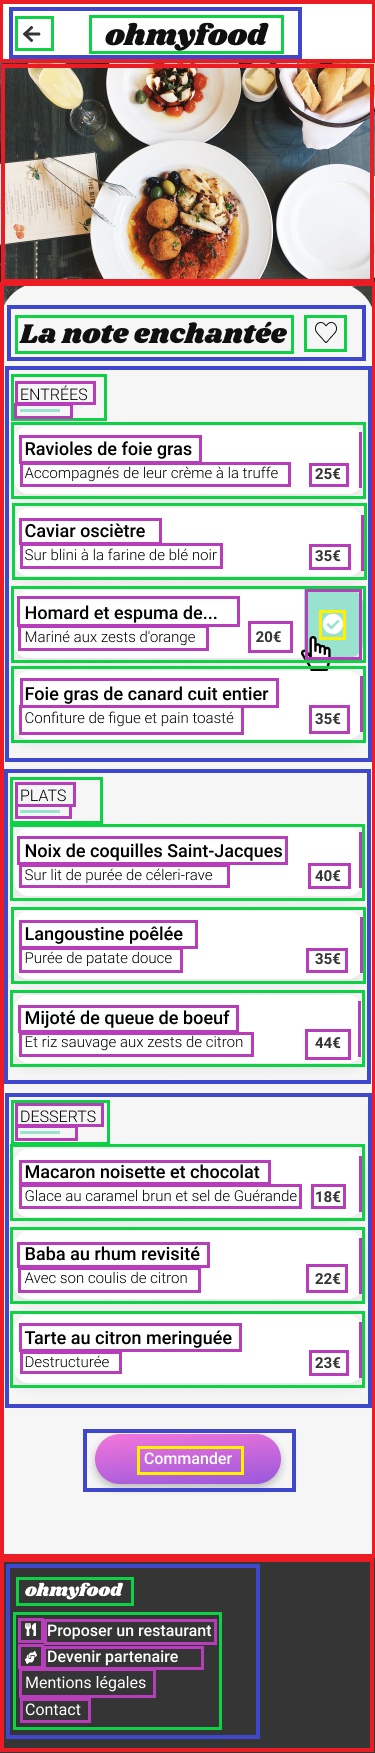 ohmyfood
La note enchantée
ENTRÉES
Ravioles de foie gras
Accompagnés de leur crème à la truffe 25€
Caviar oscièttre
Sur blini à la farine de blé noir 35€
Homard et espuma de...
Mariné aux zests d'orange 20€
Foie gras de canard cuit entier
Confiture de figue et pain toasté 35€
PLATS
Noix de coquilles Saint-Jacques
Sur lit de purée de céleri-rave 40€
Langoustine poêlée
Purée de patate douce 35€
Mijoté de queue de boeuf
Et riz sauvage aux zests de citron 44€
DESSERTS
Macaron noisette et chocolat
Glace au caramel brun et sel de Guérande 18€
Baba au rhum revisité
Avec son coulis de citron 22€
Tarte au citron meringuée
Destructurée 23€
Commander
ohmyfood
Proposer un restaurant
Devenir partenaire
Mentions légales
Contact